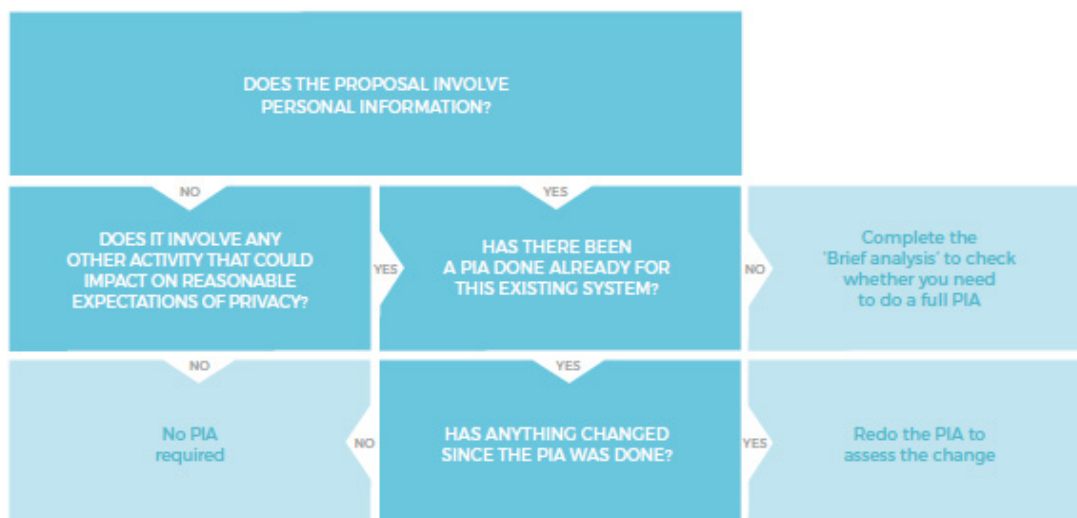 DOES THE PROPOSAL INVOLVE
PERSONAL INFORMATION?
NO
YES
DOES IT INVOLVE ANY
OTHER ACTIVITY THAT COULD
IMPACT ON REASONABLE
EXPECTATIONS OF PRIVACY?
YES
HAS THERE BEEN
A PIA DONE ALREADY FOR
THIS EXISTING SYSTEM?
NO
Complete the
'Brief analysis' to check
whether you need
to do a full PIA
NO
YES
No PIA
required
NO
HAS ANYTHING CHANGED
SINCE THE PIA WAS DONE?
YES
Redo the PIA to
assess the change